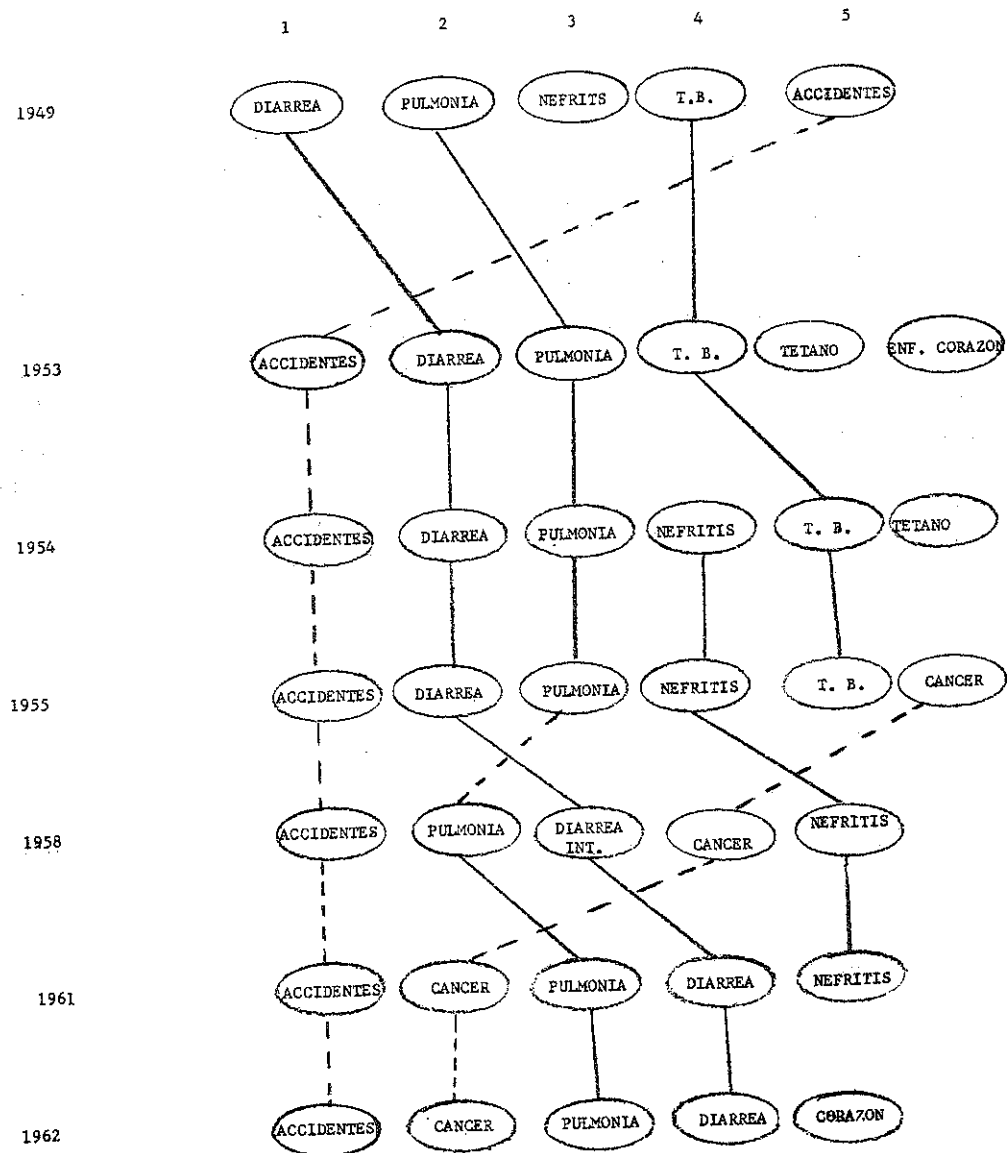 1 2 3 4 5
1949 DIARREA PULMONIA NEFRITS T.B. ACCIDENTES
1953 ACCIDENTES DIARREA PULMONIA T. B. TETANO ENF. CORAZON
1954 ACCIDENTES DIARREA PULMONIA NEFRITIS T. B. TETANO
1955 ACCIDENTES DIARREA PULMONIA NEFRITIS T. B. CANCER
1958 ACCIDENTES PULMONIA DIARREA INT. CANCER NEFRITIS
1961 ACCIDENTES CANCER PULMONIA DIARREA NEFRITIS
1962 ACCIDENTES CANCER PULMONIA DIARREA CORAZON